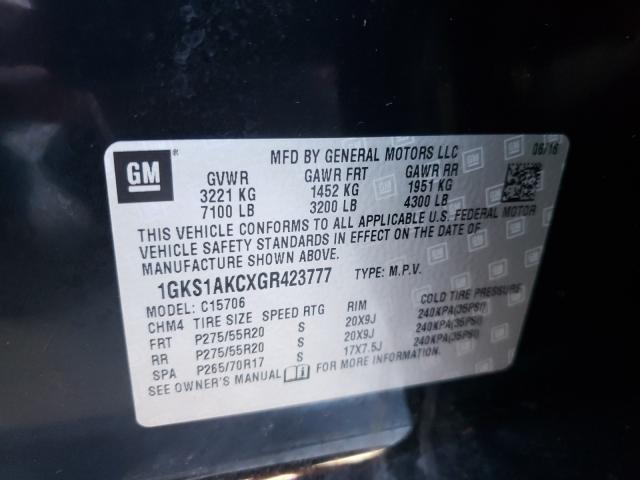 GM ®
MFD BY GENERAL MOTORS LLC 06/16
GVWR GAWR FRT GAWR RR
3221 KG 1452 KG 1951 KG
7100 LB 3200 LB 4300 LB
THIS VEHICLE CONFORMS TO ALL APPLICABLE U.S. FEDERAL MOTOR
VEHICLE SAFETY STANDARDS IN EFFECT ON THE DATE OF
MANUFACTURE SHOWN ABOVE.
1GKS1AKCXGR423777 TYPE: M.P.V.
MODEL: C15706
CHM4 TIRE SIZE SPEED RTG RIM COLD TIRE PRESSURE
FRT P275/55R20 S 20X9J 240KPA(35PSI)
RR P275/55R20 S 20X9J 240KPA(35PSI)
SPA P265/70R17 S 17X7.5J 240KPA(35PSI)
SEE OWNER'S MANUAL FOR MORE INFORMATION.